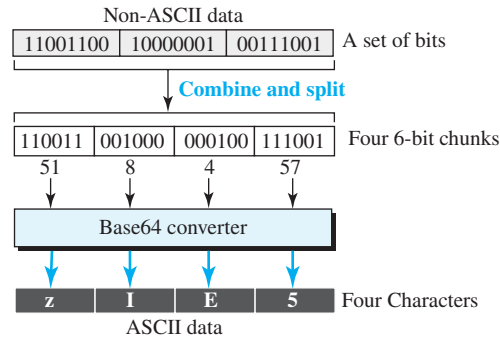 Non-ASCII data
11001100 10000001 00111001 A set of bits
Combine and split
110011 001000 000100 111001 Four 6-bit chunks
51 8 4 57
Base64 converter
z I E 5 Four Characters
ASCII data